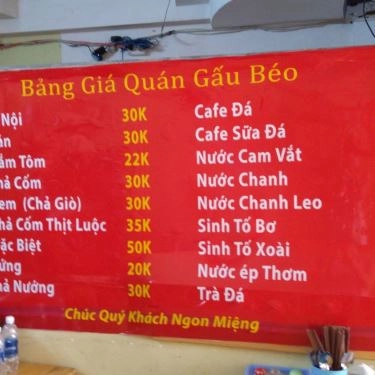 Bảng Giá Quán Gấu Béo
Nội 30K Cafe Đá
30K Cafe Sữa Đá
Tôm 22K Nước Cam Vắt
Cốm 30K Nước Chanh
(Chả Giò) 30K Nước Chanh Leo
Cốm Thịt Luộc 35K Sinh Tố Bơ
Biệt 50K Sinh Tố Xoài
20K Nước ép Thơm
Nướng 30K Trà Đá
Chúc Quý Khách Ngon Miệng